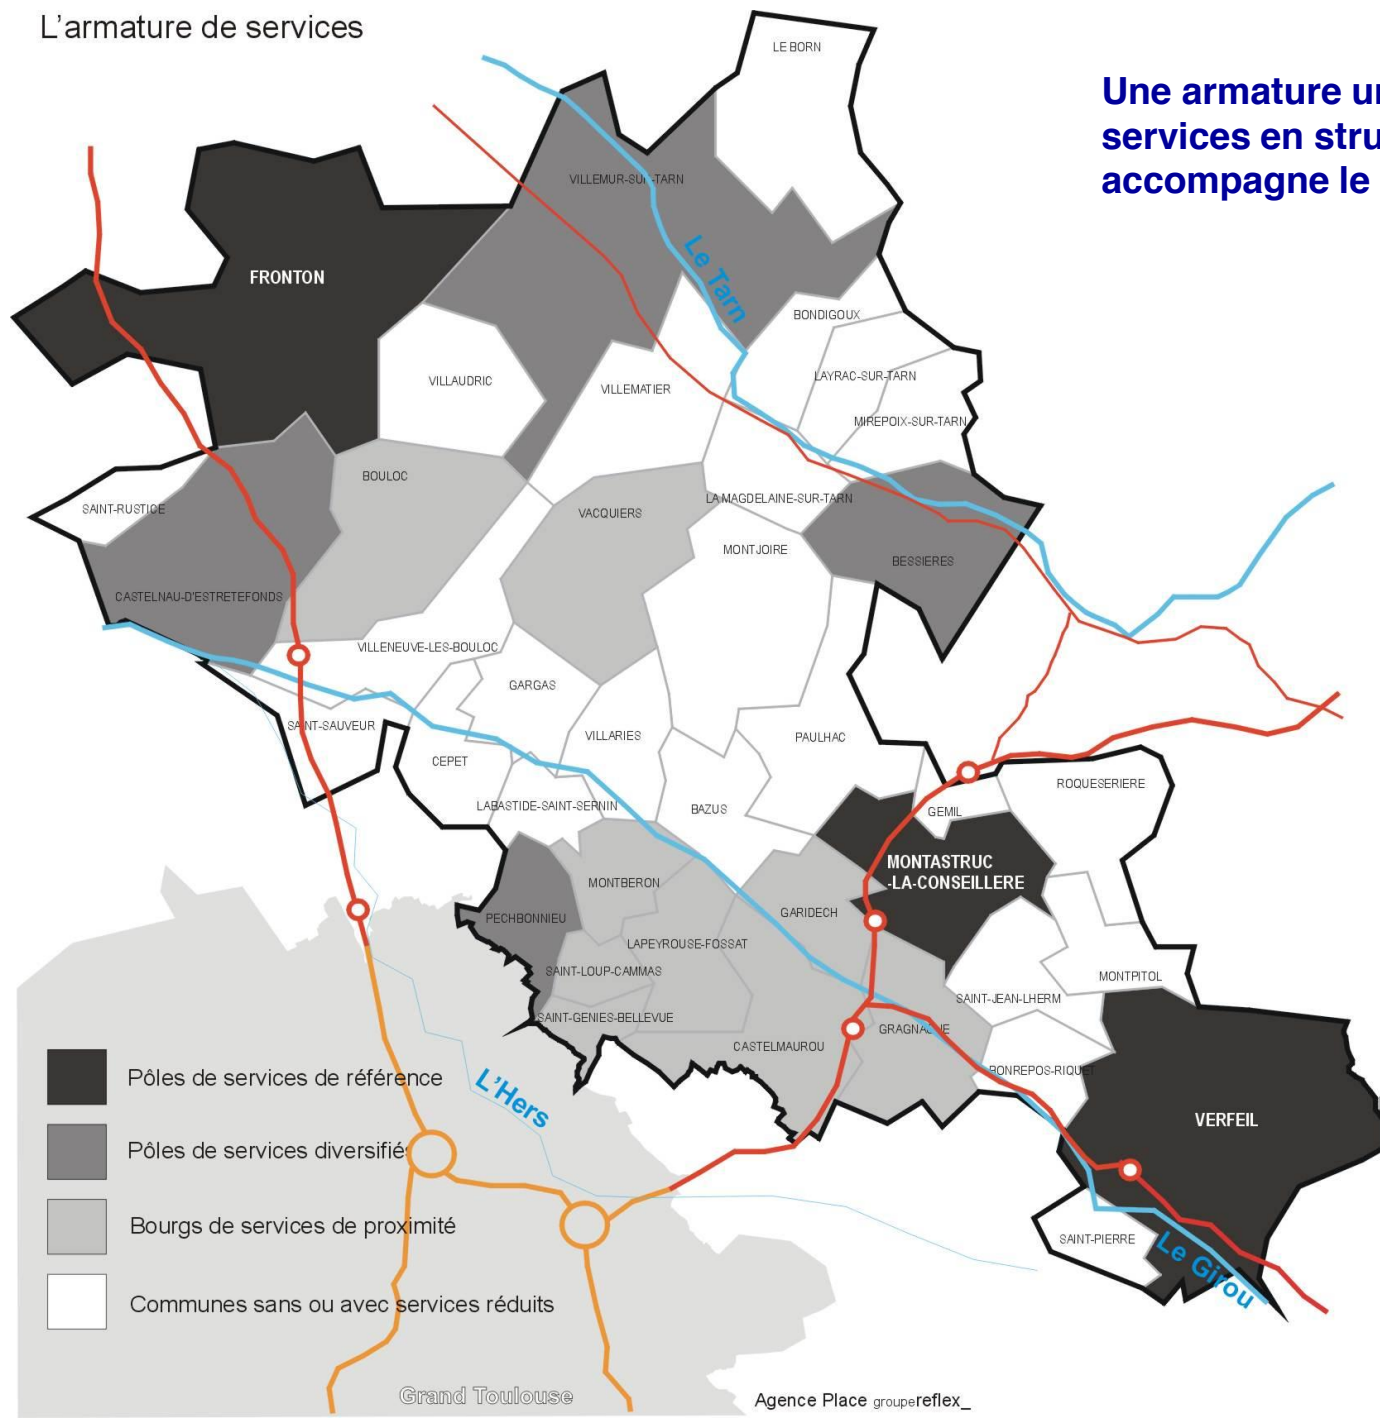 L'armature de services
Une armature ur
services en stru
accompagne le
LE BORN
VILLEMUR-SUR-TARN
FRONTON
Le Tarn
BONDIGOUX
VILLAUDRIC
VILLEMATIER
LAYRAC-SUR-TARN
MIREPOIX-SUR-TARN
BOULOC
SAINT-RUSTICE
VACQUIERS
LA MAGDELAINE-SUR-TARN
MONTJOIRE
BESSIERES
CASTELNAU-D'ESTRETEFONDS
VILLENEUVE-LES-BOULOC
GARGAS
SAINT-SAUVEUR
VILLARIES
PAULHAC
CEPET
ROQUESERIERE
LABASTIDE-SAINT-SERNIN
BAZUS
GEMIL
MONTASTRUC
-LA-CONSEILLERE
MONTBERON
PECHBONNIEU
GARIDECH
LAPEYROUSE-FOSSAT
SAINT-LOUP-CAMMAS
MONTPITOL
SAINT-JEAN-LHERM
SAINT-GENIES-BELLEVUE
GRAGNAGUE
CASTELMAUROU
BONREPOS-RIQUET
VERFEIL
L'Hers
SAINT-PIERRE
Le Girou
Pôles de services de référence
Pôles de services diversifiés
Bourgs de services de proximité
Communes sans ou avec services réduits
Grand Toulouse
Agence Place groupereflex_